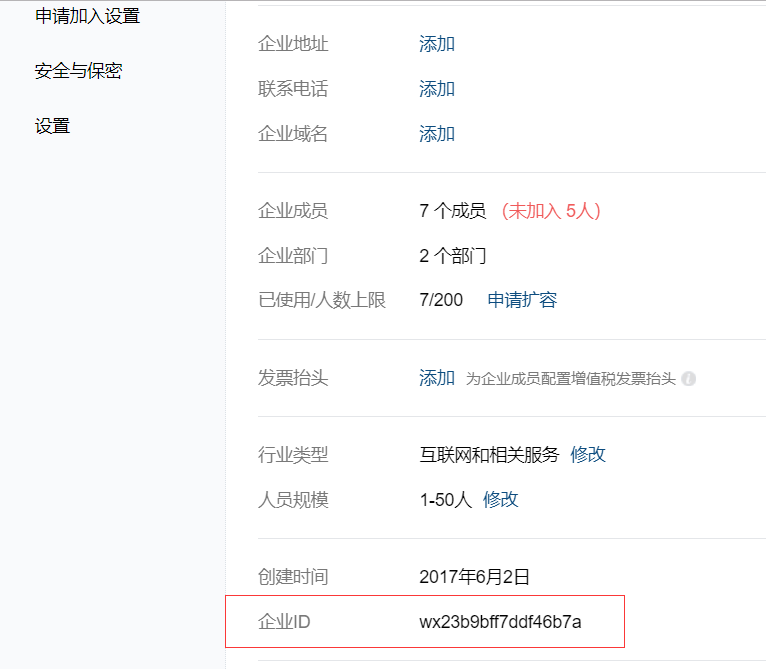 申请加入设置
安全与保密
设置
企业地址 添加
联系电话 添加
企业域名 添加
企业成员 7 个成员 (未加入 5人)
企业部门 2 个部门
已使用/人数上限 7/200 申请扩容
发票抬头 添加 为企业成员配置增值税发票抬头 i
行业类型 互联网和相关服务 修改
人员规模 1-50人 修改
创建时间 2017年6月2日
企业ID wx23b9bff7ddf46b7a